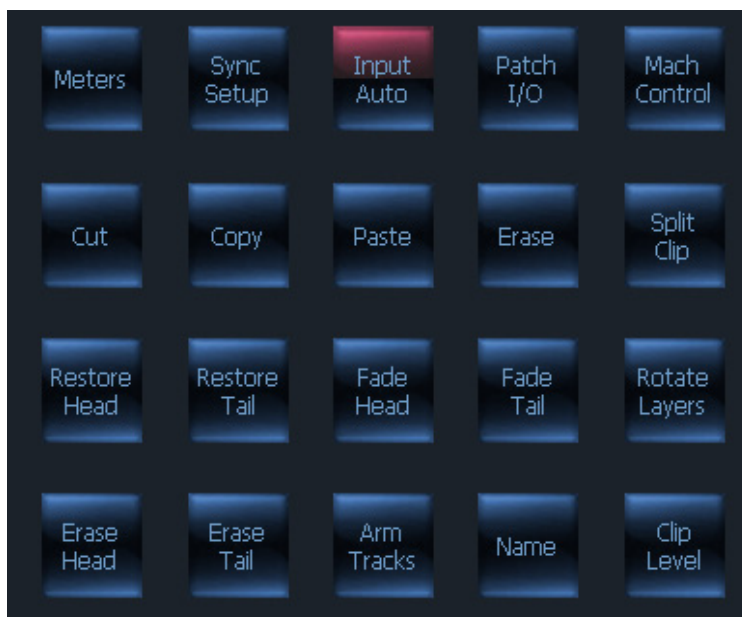 Meters
Sync
Setup
Input
Auto
Patch
I/O
Mach
Control
Cut
Copy
Paste
Erase
Split
Clip
Restore
Head
Restore
Tail
Fade
Head
Fade
Tail
Rotate
Layers
Erase
Head
Erase
Tail
Arm
Tracks
Name
Clip
Level